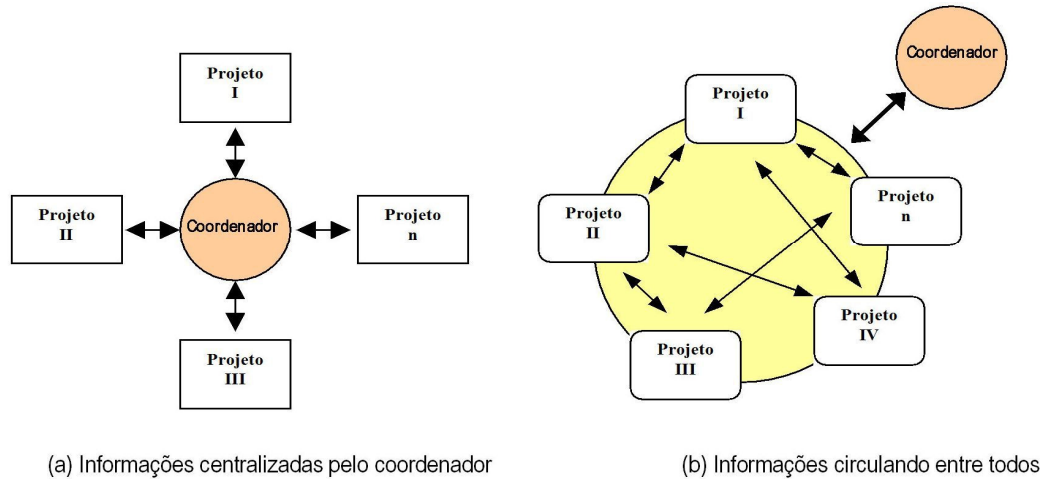 Projeto
I
Projeto
II
Coordenador
Projeto
n
Projeto
III
(a) Informações centralizadas pelo coordenador
Coordenador
Projeto
I
Projeto
II
Projeto
n
Projeto
III
Projeto
IV
(b) Informações circulando entre todos